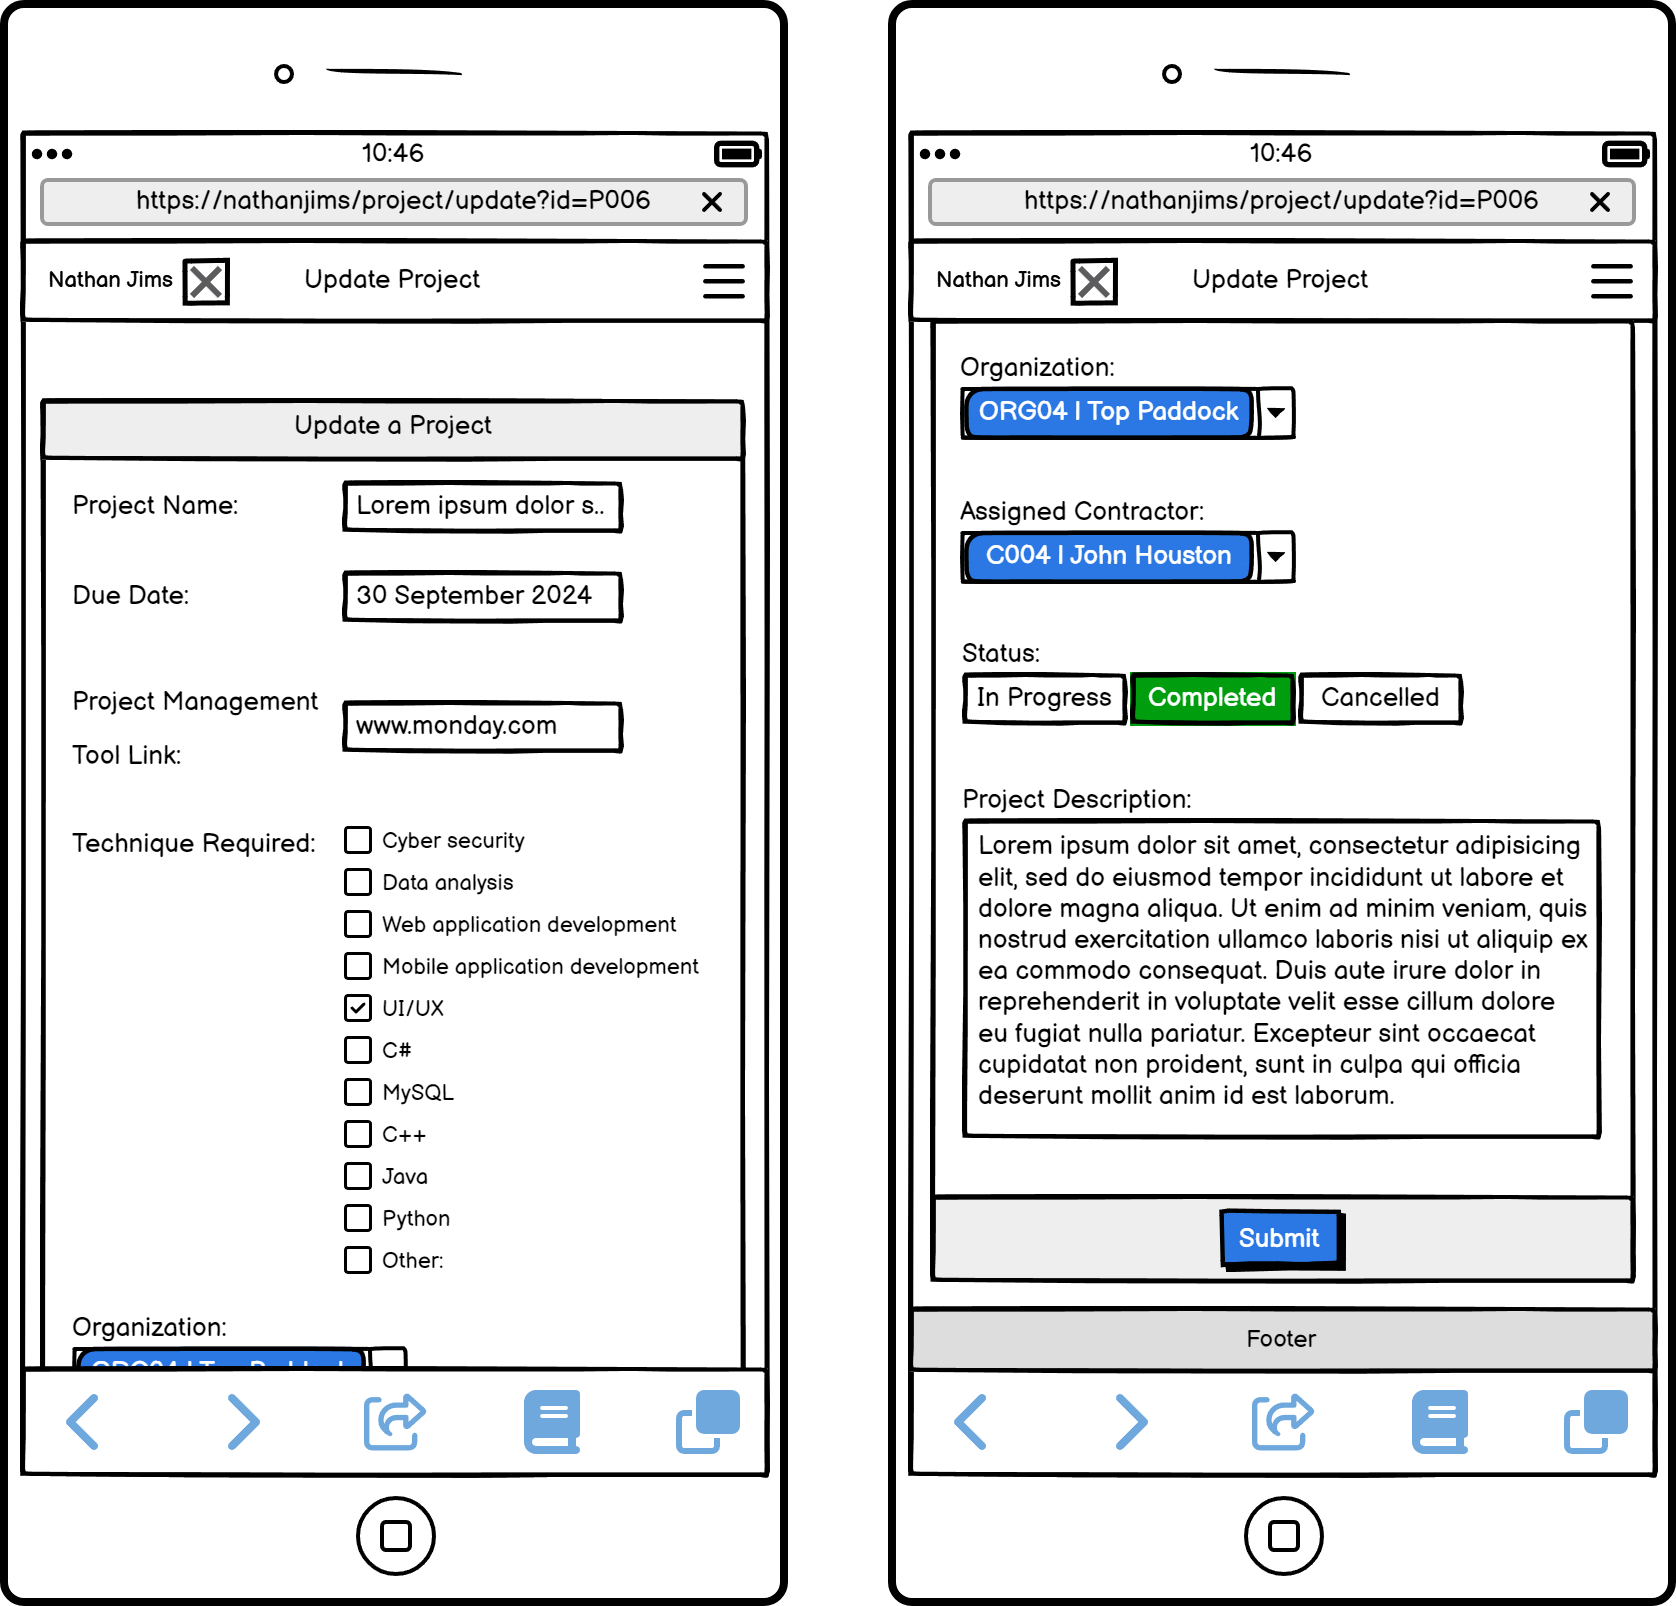 10:46
https://nathanjims/project/update?id=P006
Nathan Jims
Update Project
Update a Project
Project Name:
Lorem ipsum dolor s..
Due Date:
30 September 2024
Project Management
Tool Link:
www.monday.com
Technique Required:
Cyber security
Data analysis
Web application development
Mobile application development
UI/UX
C#
MySQL
C++
Java
Python
Other:
Organization:
ORG04 | Top Paddock
10:46
https://nathanjims/project/update?id=P006
Nathan Jims
Update Project
Organization:
ORG04 | Top Paddock
Assigned Contractor:
C004 | John Houston
Status:
In Progress
Completed
Cancelled
Project Description:
Lorem ipsum dolor sit amet, consectetur adipisicing
elit, sed do eiusmod tempor incididunt ut labore et
dolore magna aliqua. Ut enim ad minim veniam, quis
nostrud exercitation ullamco laboris nisi ut aliquip ex
ea commodo consequat. Duis aute irure dolor in
reprehenderit in voluptate velit esse cillum dolore
eu fugiat nulla pariatur. Excepteur sint occaecat
cupidatat non proident, sunt in culpa qui officia
deserunt mollit anim id est laborum.
Submit
Footer